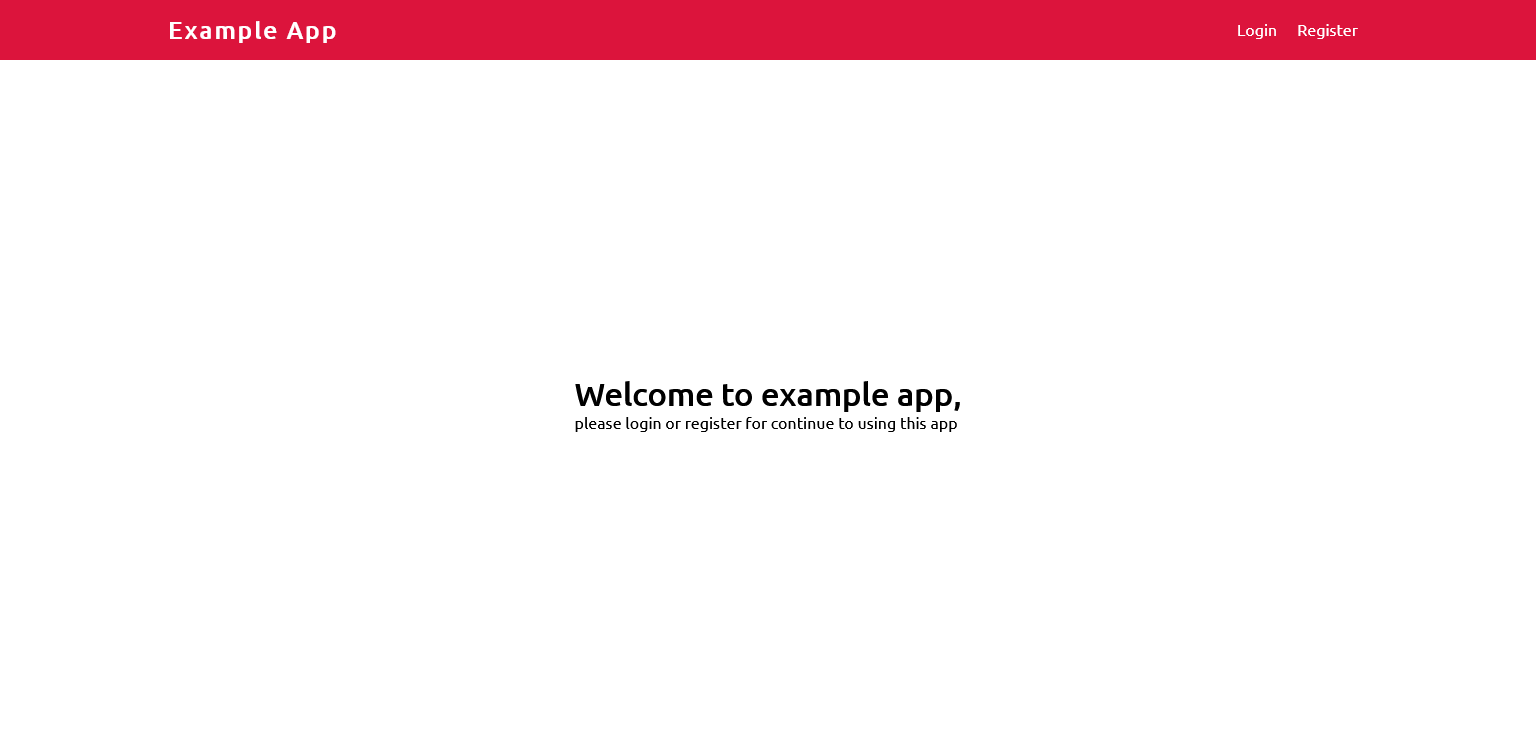 Example App
Login Register
Welcome to example app,
please login or register for continue to using this app